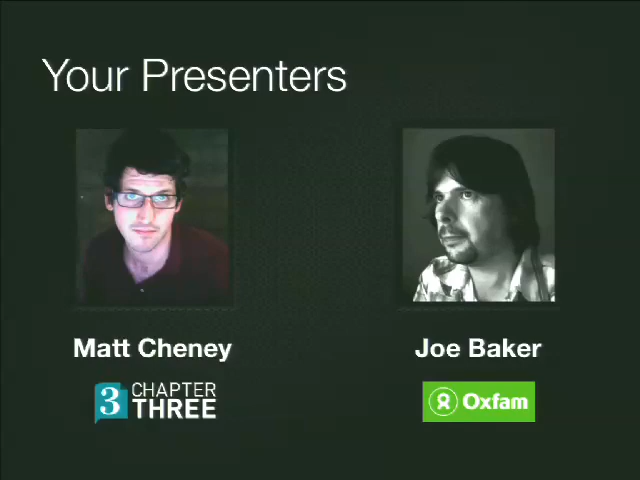 Your Presenters
Matt Cheney
Joe Baker
3 CHAPTER
THREE
Oxfam